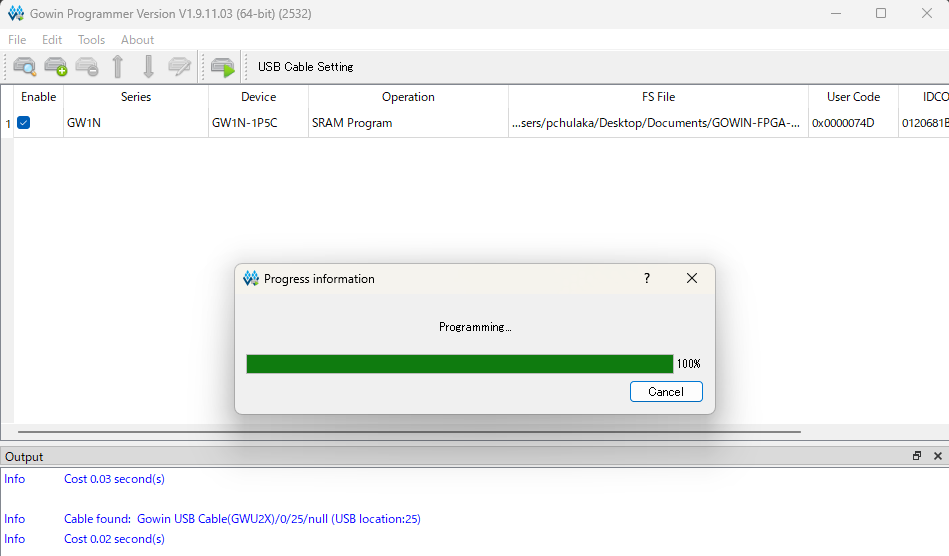 Gowin Programmer Version V1.9.11.03 (64-bit) (2532)
File Edit Tools About
USB Cable Setting
Enable Series Device Operation FS File User Code IDCO
1 GW1N GW1N-1P5C SRAM Program ...sers/pchulaka/Desktop/Documents/GOWIN-FPGA-... 0x0000074D 0120681B
Progress information ?
Programming...
100%
Cancel
Output
Info Cost 0.03 second(s)
Info Cable found: Gowin USB Cable(GWU2X)/0/25/null (USB location:25)
Info Cost 0.02 second(s)